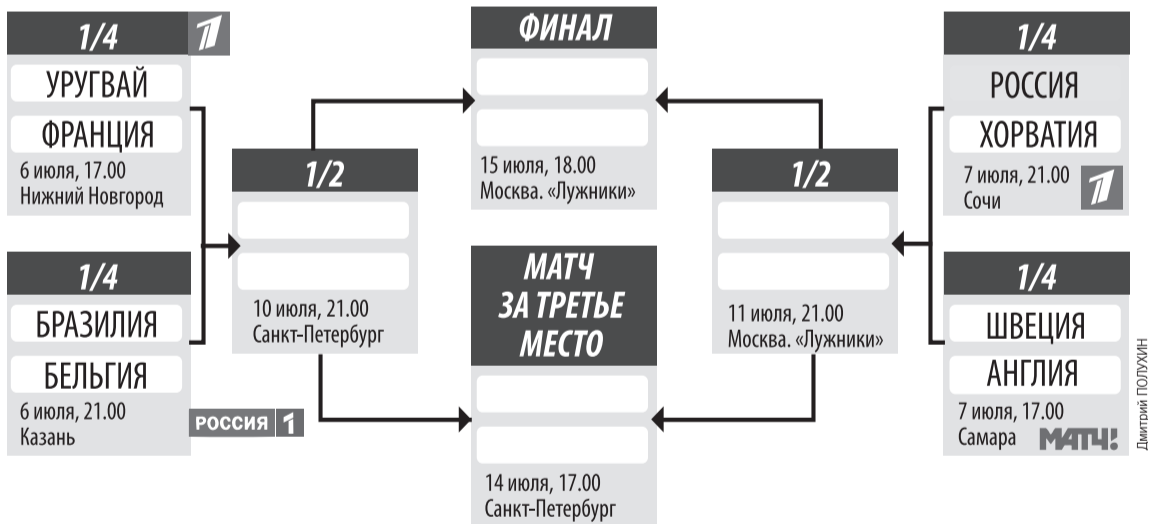 1/4
1
УРУГВАЙ
ФРАНЦИЯ
6 июля, 17.00
Нижний Новгород
1/4
БРАЗИЛИЯ
БЕЛЬГИЯ
6 июля, 21.00
Казань
РОССИЯ 1
1/2
10 июля, 21.00
Санкт-Петербург
ФИНАЛ
15 июля, 18.00
Москва. «Лужники»
МАТЧ
ЗА ТРЕТЬЕ
МЕСТО
14 июля, 17.00
Санкт-Петербург
1/2
11 июля, 21.00
Москва. «Лужники»
1/4
РОССИЯ
ХОРВАТИЯ
7 июля, 21.00
Сочи
1
1/4
ШВЕЦИЯ
АНГЛИЯ
7 июля, 17.00
Самара
МАТЧ!
Дмитрий ПОЛУХИН